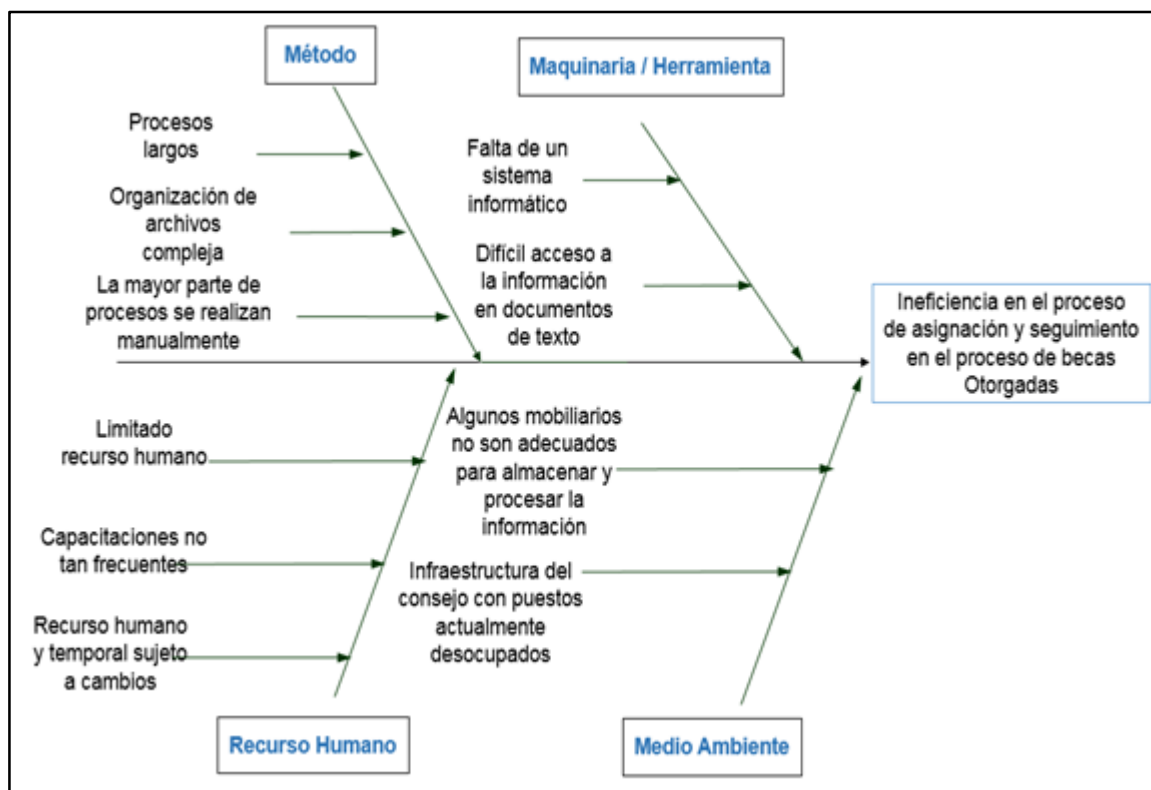 Método
Maquinaria / Herramienta
Procesos
largos
Organización de
archivos
compleja
La mayor parte de
procesos se realizan
manualmente
Falta de un
sistema
informático
Difícil acceso a
la información
en documentos
de texto
Ineficiencia en el proceso
de asignación y seguimiento
en el proceso de becas
Otorgadas
Limitado
recurso humano
Capacitaciones no
tan frecuentes
Recurso humano
y temporal sujeto
a cambios
Algunos mobiliarios
no son adecuados
para almacenar y
procesar la
información
Infraestructura del
consejo con puestos
actualmente
desocupados
Recurso Humano
Medio Ambiente